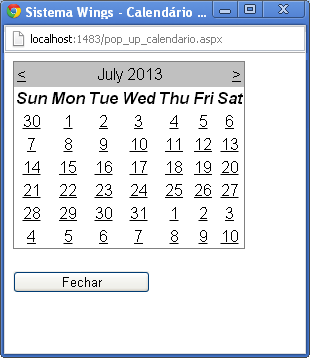 Sistema Wings - Calendário ...
localhost:1483/pop_up_calendario.aspx
< July 2013 >
Sun Mon Tue Wed Thu Fri Sat
30 1 2 3 4 5 6
7 8 9 10 11 12 13
14 15 16 17 18 19 20
21 22 23 24 25 26 27
28 29 30 31 1 2 3
4 5 6 7 8 9 10
Fechar